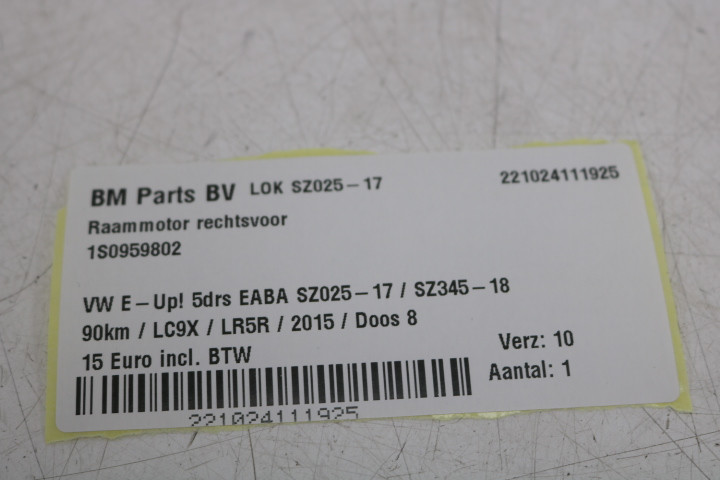 BM Parts BV LOK SZ025-17 221024111925
Raammotor rechtsvoor
1S0959802
VW E-Up! 5drs EABA SZ025-17 / SZ345-18
90km / LC9X / LR5R / 2015 / Doos 8
15 Euro incl. BTW
Verz: 10
Aantal: 1
221024111925